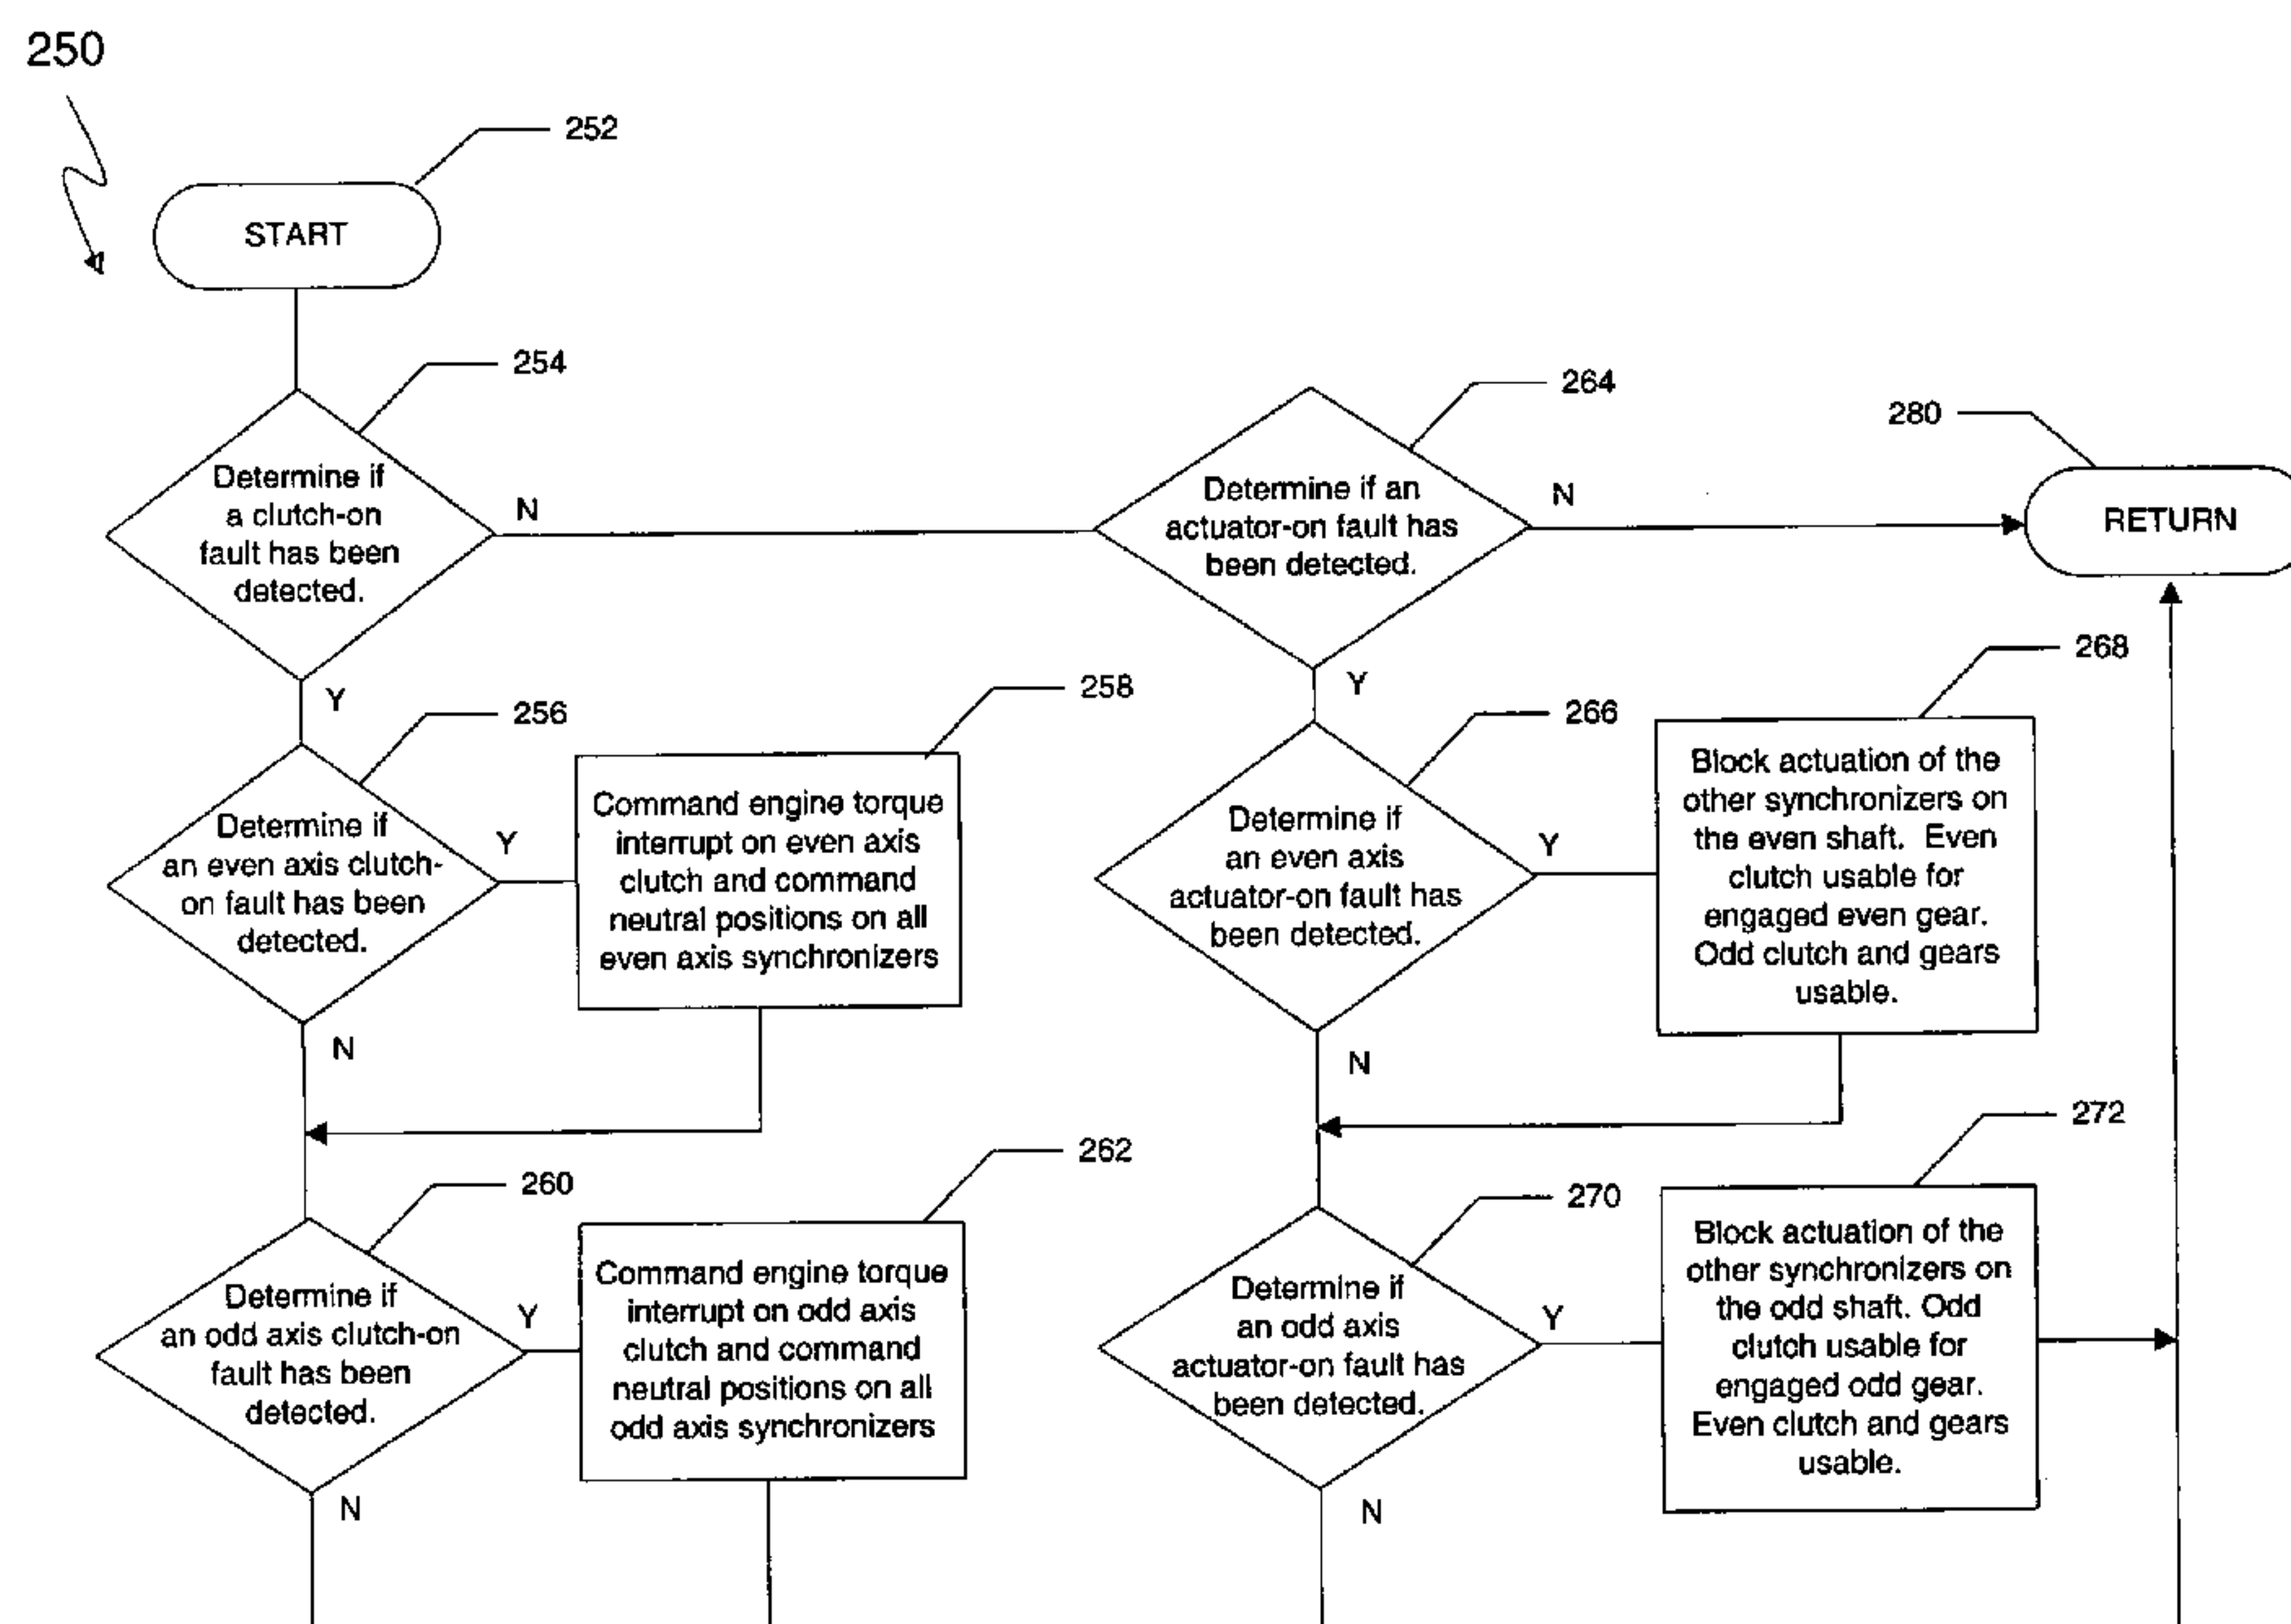 250
252
START
254
Determine if
a clutch-on
fault has been
detected.
N
264
Determine if an
actuator-on fault has
been detected.
N
280
RETURN
Y
Y
256
Determine if
an even axis clutch-
on fault has been
detected.
Y
258
Command engine torque
interrupt on even axis
clutch and command
neutral positions on all
even axis synchronizers
N
266
Determine if
an even axis
actuator-on fault has
been detected.
Y
268
Block actuation of the
other synchronizers on
the even shaft. Even
clutch usable for
engaged even gear.
Odd clutch and gears
usable.
N
260
Determine if
an odd axis clutch-on
fault has been
detected.
Y
262
Command engine torque
interrupt on odd axis
clutch and command
neutral positions on all
odd axis synchronizers
N
270
Determine if
an odd axis
actuator-on fault has
been detected.
Y
272
Block actuation of the
other synchronizers on
the odd shaft. Odd
clutch usable for
engaged odd gear.
Even clutch and gears
usable.
N